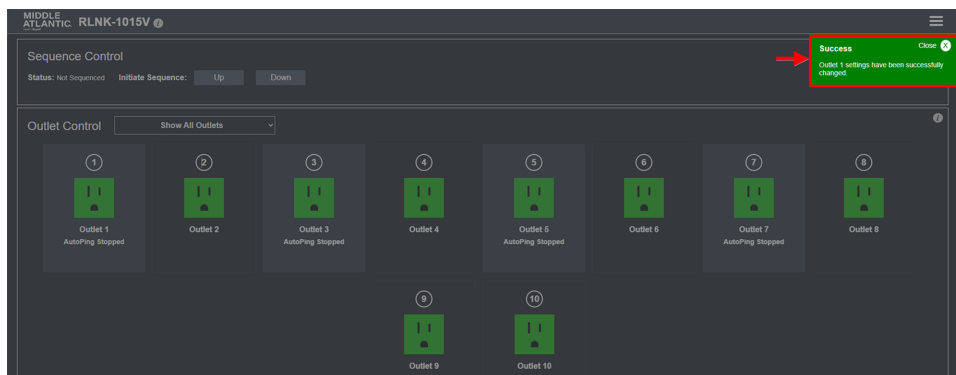 MIDDLE
ATLANTIC. RLNK-1015V i
Sequence Control
Status: Not Sequenced Initiate Sequence: Up Down
Success Close X
Outlet 1 settings have been successfully
changed.
Outlet Control Show All Outlets i
1 2 3 4 5 6 7 8
Outlet 1 Outlet 2 Outlet 3 Outlet 4 Outlet 5 Outlet 6 Outlet 7 Outlet 8
AutoPing Stopped AutoPing Stopped AutoPing Stopped AutoPing Stopped
9 10
Outlet 9 Outlet 10